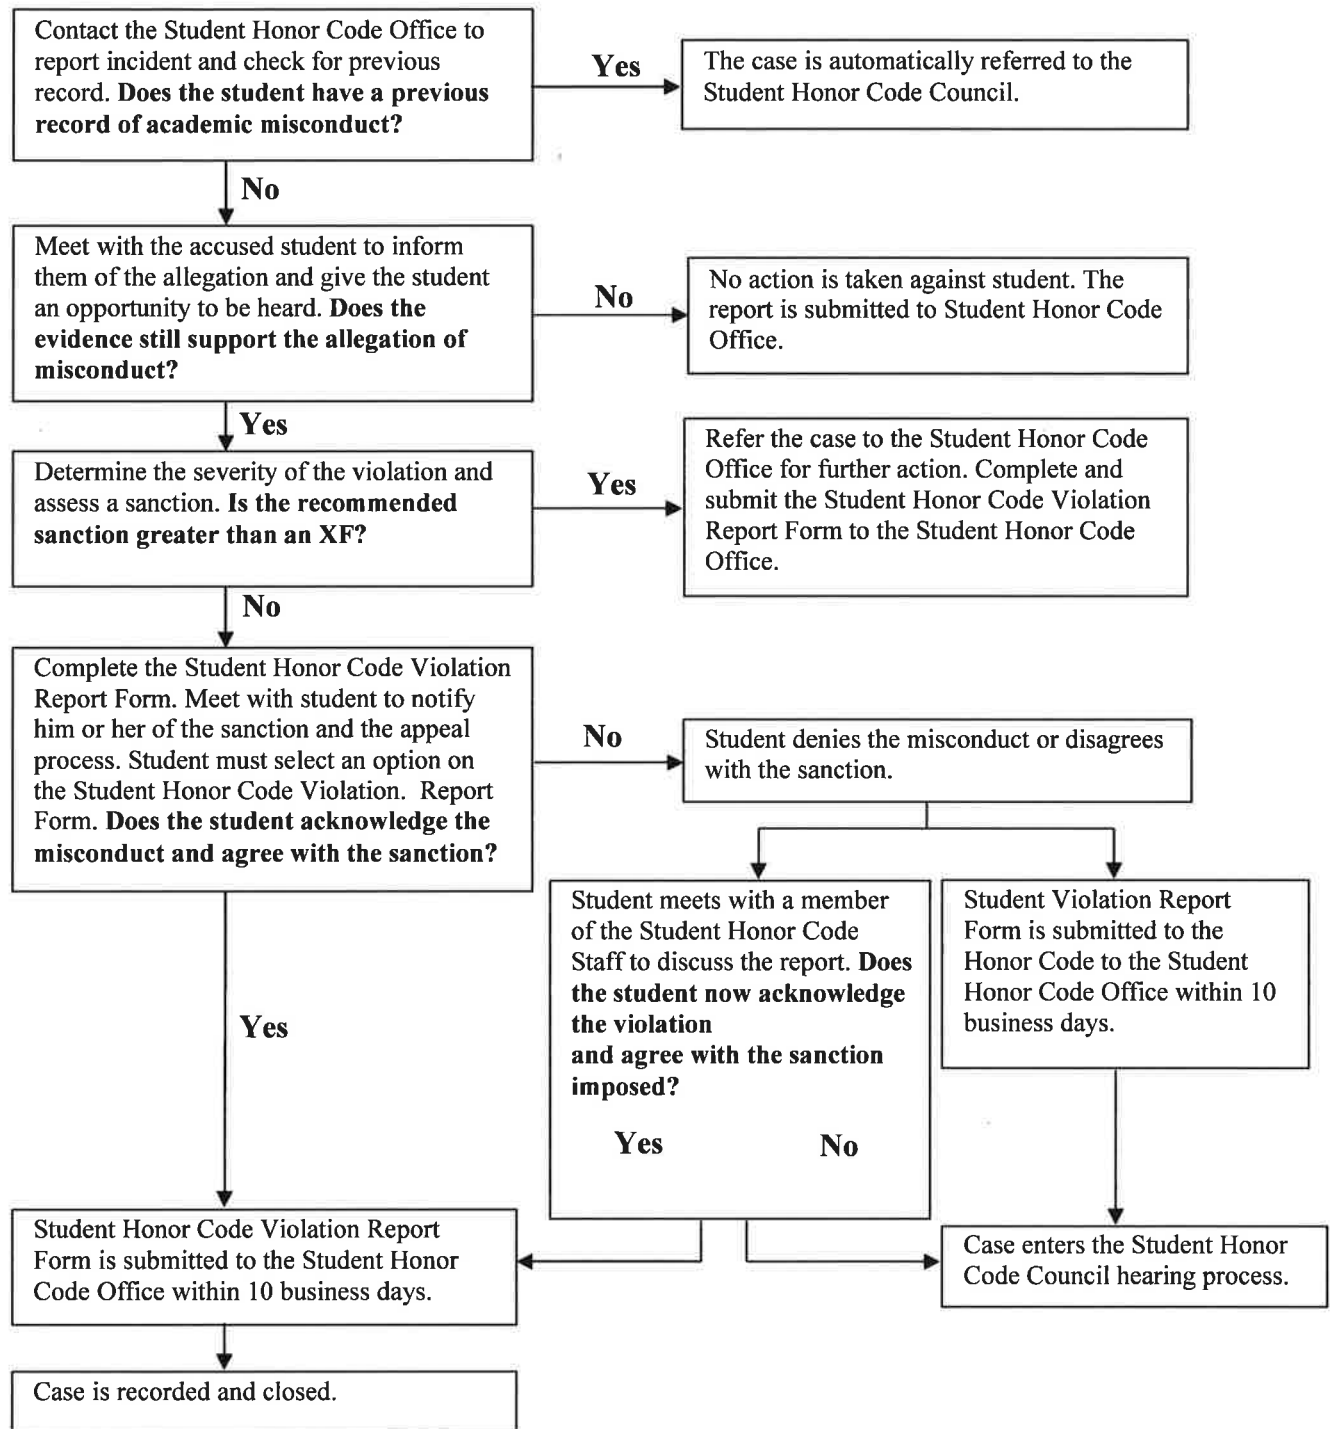 Contact the Student Honor Code Office to
report incident and check for previous
record. Does the student have a previous
record of academic misconduct?
Yes
The case is automatically referred to the
Student Honor Code Council.
No
Meet with the accused student to inform
them of the allegation and give the student
an opportunity to be heard. Does the
evidence still support the allegation of
misconduct?
No
No action is taken against student. The
report is submitted to Student Honor Code
Office.
Yes
Determine the severity of the violation and
assess a sanction. Is the recommended
sanction greater than an XF?
Yes
Refer the case to the Student Honor Code
Office for further action. Complete and
submit the Student Honor Code Violation
Report Form to the Student Honor Code
Office.
No
Complete the Student Honor Code Violation
Report Form. Meet with student to notify
him or her of the sanction and the appeal
process. Student must select an option on
the Student Honor Code Violation. Report
Form. Does the student acknowledge the
misconduct and agree with the sanction?
No
Student denies the misconduct or disagrees
with the sanction.
Student meets with a member
of the Student Honor Code
Staff to discuss the report. Does
the student now acknowledge
the violation
and agree with the sanction
imposed?
Yes
No
Student Violation Report
Form is submitted to the
Honor Code to the Student
Honor Code Office within 10
business days.
Yes
Student Honor Code Violation Report
Form is submitted to the Student Honor
Code Office within 10 business days.
Case enters the Student Honor
Code Council hearing process.
Case is recorded and closed.